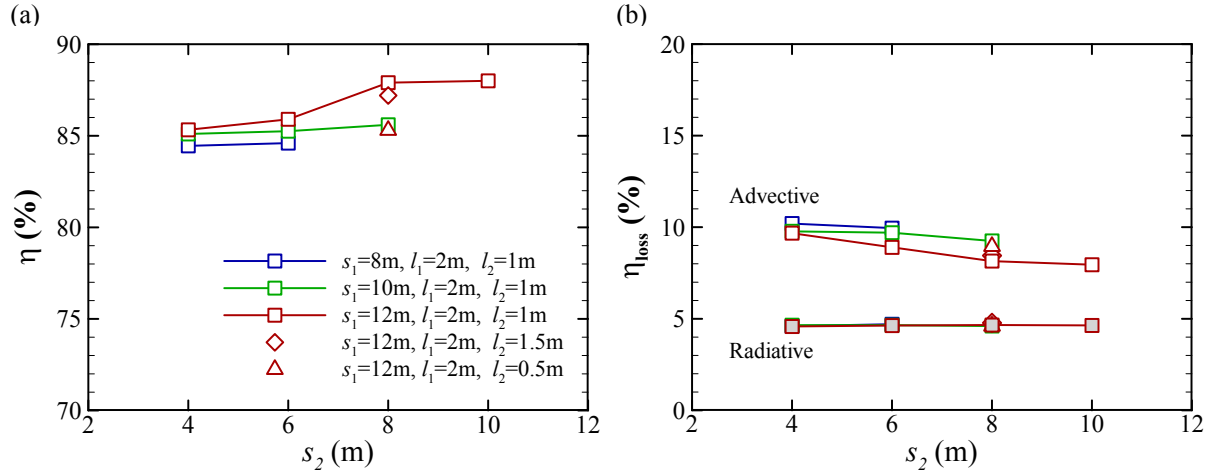 (a)
90
85
80
75
70
η (%)
2 4 6 8 10 12
s₂ (m)
s₁=8m, l₁=2m, l₂=1m
s₁=10m, l₁=2m, l₂=1m
s₁=12m, l₁=2m, l₂=1m
s₁=12m, l₁=2m, l₂=1.5m
s₁=12m, l₁=2m, l₂=0.5m
(b)
20
15
10
5
0
η_loss (%)
Advective
Radiative
2 4 6 8 10 12
s₂ (m)